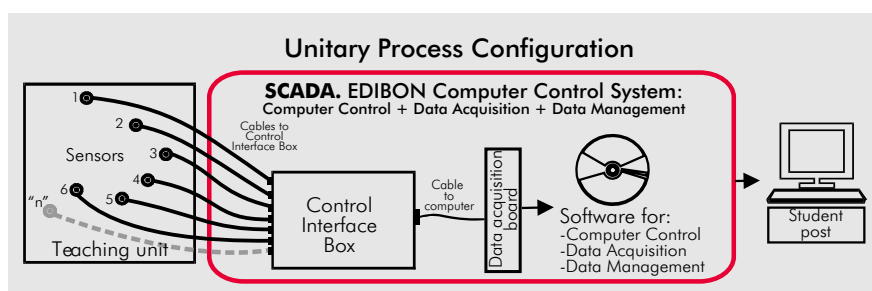 Unitary Process Configuration
SCADA. EDIBON Computer Control System:
Computer Control + Data Acquisition + Data Management
1
2
3
4
5
6
"n"
Sensors
Teaching unit
Cables to
Control
Interface Box
Control
Interface
Box
Cable
to
computer
Data acquisition
board
Software for:
-Computer Control
-Data Acquisition
-Data Management
Student
post